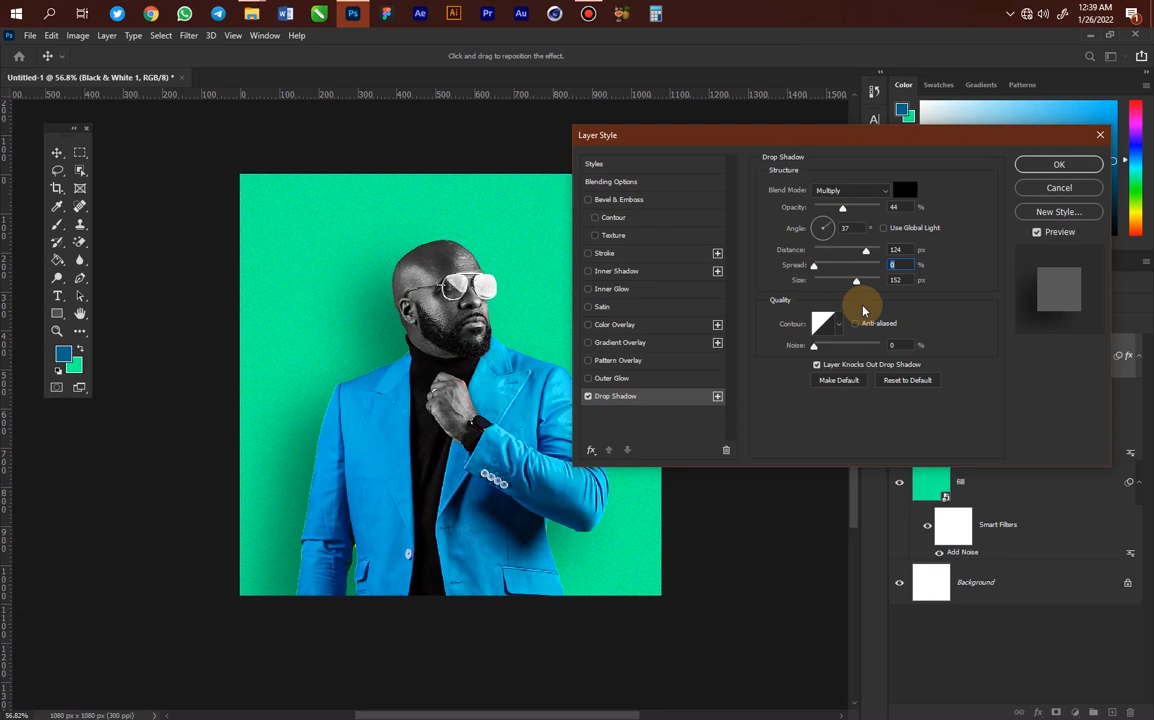 12:39 AM
1/26/2022
File Edit Image Layer Type Select Filter 3D View Window Help
Click and drag to reposition the effect.
Untitled-1 @ 56.8% (Black & White 1, RGB/8) *
Color Swatches Gradients Patterns
Layer Style
Styles
Blending Options
Bevel & Emboss
Contour
Texture
Stroke
Inner Shadow
Inner Glow
Satin
Color Overlay
Gradient Overlay
Pattern Overlay
Outer Glow
Drop Shadow
Drop Shadow
Structure
Blend Mode: Multiply
Opacity: 44 %
Angle: 37 ° Use Global Light
Distance: 124 px
Spread: 0 %
Size: 152 px
Quality
Contour: Anti-aliased
Noise: 0 %
Layer Knocks Out Drop Shadow
Make Default Reset to Default
OK
Cancel
New Style...
Preview
fill
Smart Filters
Add Noise
Background
56.82% 1080 px x 1080 px (300 ppi)